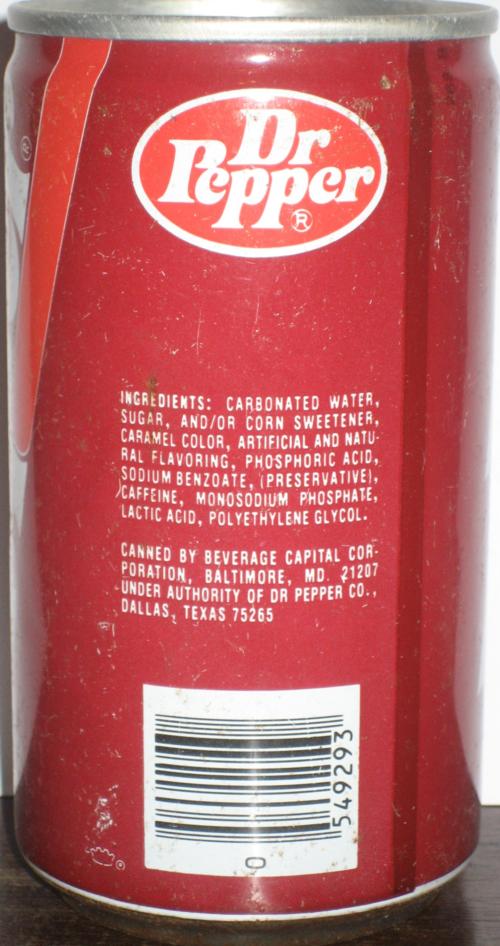 Dr
Pepper
®
INGREDIENTS: CARBONATED WATER,
SUGAR, AND/OR CORN SWEETENER,
CARAMEL COLOR, ARTIFICIAL AND NATU-
RAL FLAVORING, PHOSPHORIC ACID,
SODIUM BENZOATE, (PRESERVATIVE),
CAFFEINE, MONOSODIUM PHOSPHATE,
LACTIC ACID, POLYETHYLENE GLYCOL.
CANNED BY BEVERAGE CAPITAL COR-
PORATION, BALTIMORE, MD. 21207
UNDER AUTHORITY OF DR PEPPER CO.,
DALLAS, TEXAS 75265
549293
0